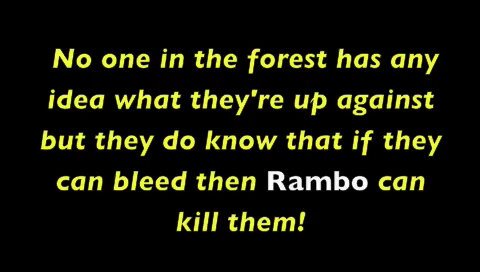 No one in the forest has any
idea what they're up against
but they do know that if they
can bleed then Rambo can
kill them!